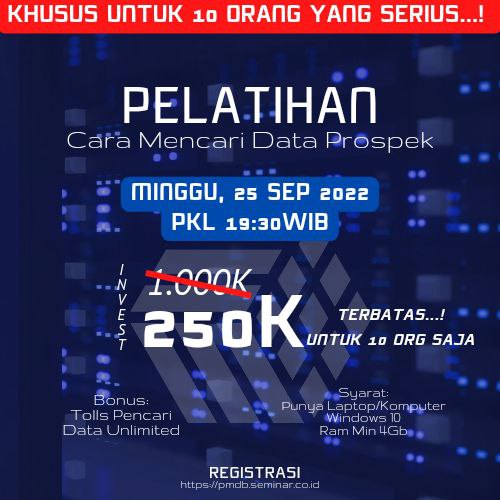 KHUSUS UNTUK 10 ORANG YANG SERIUS...!
PELATIHAN
Cara Mencari Data Prospek
MINGGU, 25 SEP 2022
PKL 19:30WIB
INVEST
1.000K
250K
TERBATAS...!
UNTUK 10 ORG SAJA
Bonus:
Tolls Pencari
Data Unlimited
Syarat:
Punya Laptop/Komputer
Windows 10
Ram Min 4Gb
REGISTRASI
https://pmdb.seminar.co.id